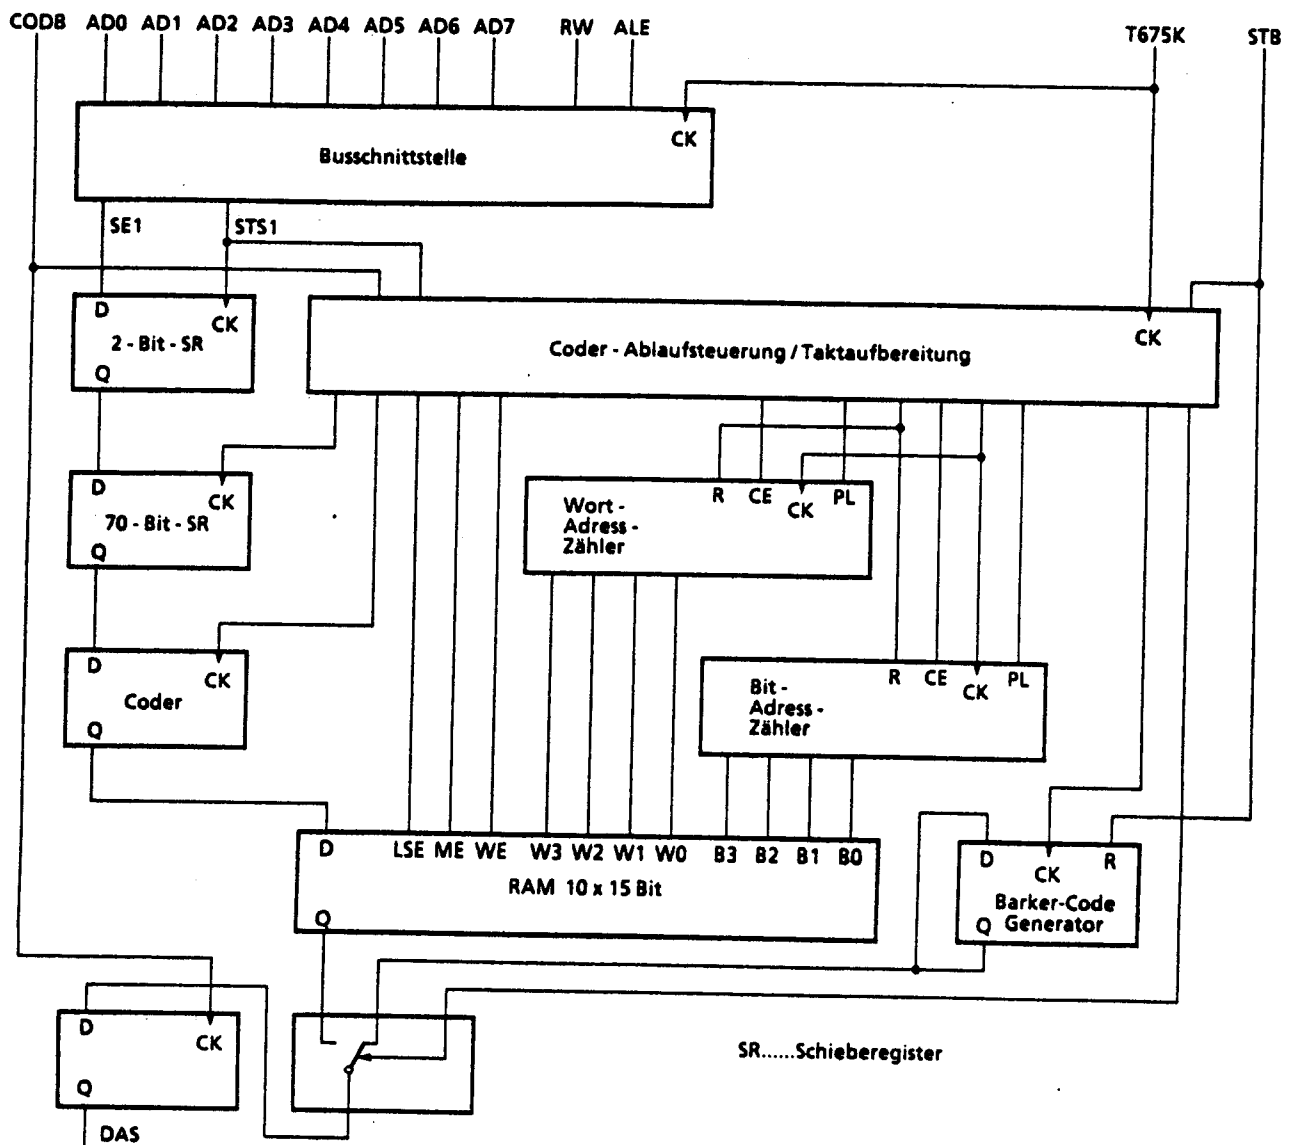 CODB AD0 AD1 AD2 AD3 AD4 AD5 AD6 AD7 RW ALE T675K STB
CK
Busschnittstelle
SE1 STS1
D
CK
2 - Bit - SR
Q
CK
Coder - Ablaufsteuerung / Taktaufbereitung
D
CK
70 - Bit - SR
Q
R CE CK PL
Wort -
Adress -
Zähler
D
CK
Coder
Q
R CE CK PL
Bit -
Adress -
Zähler
D LSE ME WE W3 W2 W1 W0 B3 B2 B1 B0
RAM 10 x 15 Bit
Q
D CK R
Barker-Code
Generator
Q
D
CK
Q
DAS
SR......Schieberegister